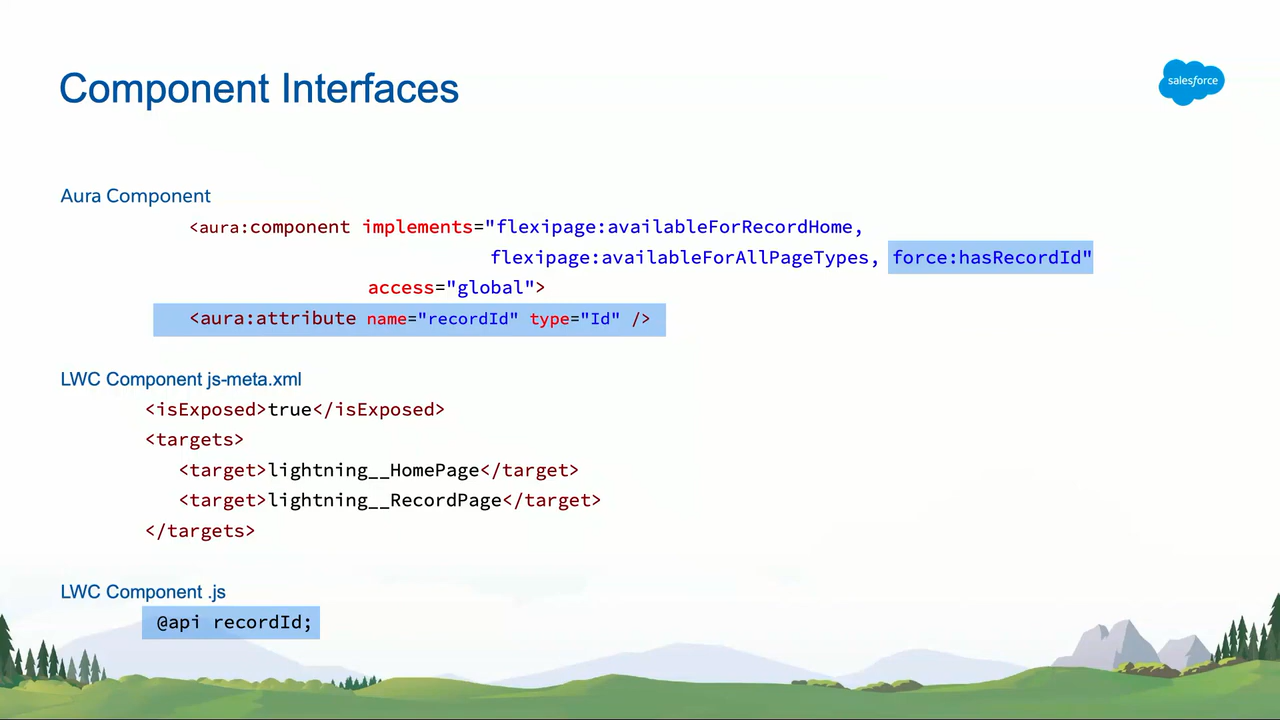 Component Interfaces
salesforce
Aura Component
<aura:component implements="flexipage:availableForRecordHome,
flexipage:availableForAllPageTypes, force:hasRecordId"
access="global">
<aura:attribute name="recordId" type="Id" />
LWC Component js-meta.xml
<isExposed>true</isExposed>
<targets>
<target>lightning__HomePage</target>
<target>lightning__RecordPage</target>
</targets>
LWC Component .js
@api recordId;